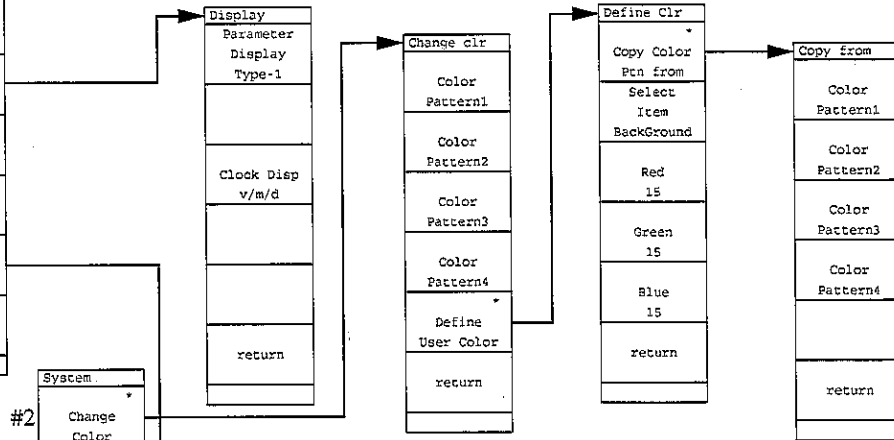 Display
Parameter
Display
Type-1
Clock Disp
y/m/d
return
System
*
#2
Change
Color
Change clr
Color
Pattern1
Color
Pattern2
Color
Pattern3
Color
Pattern4
*
Define
User Color
return
Define Clr
*
Copy Color
Ptn from
Select
Item
BackGround
Red
15
Green
15
Blue
15
return
Copy from
Color
Pattern1
Color
Pattern2
Color
Pattern3
Color
Pattern4
return